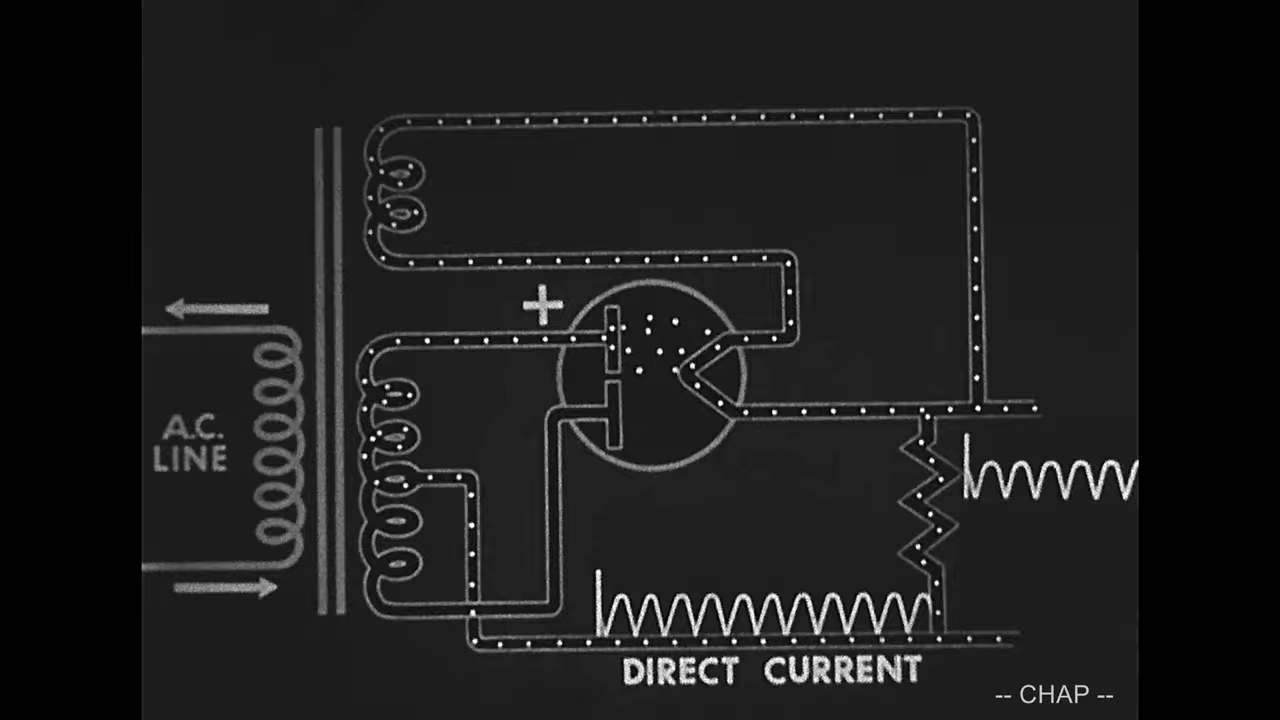 +
A.C.
LINE
DIRECT CURRENT
-- CHAP --